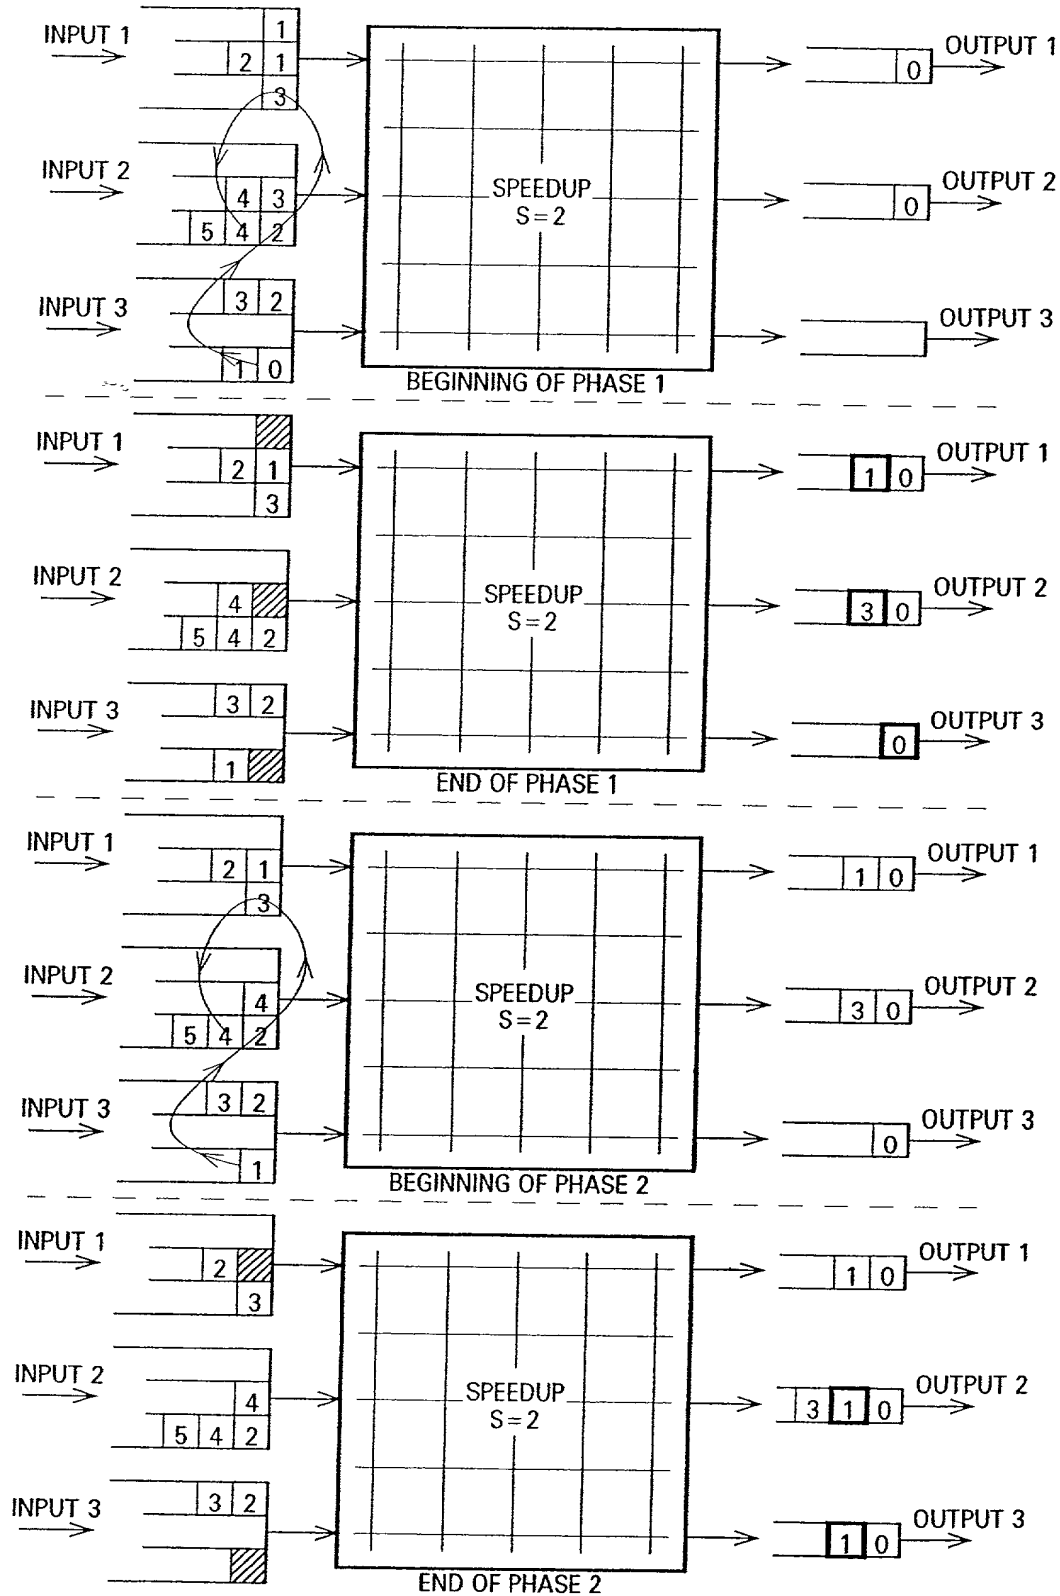 1
INPUT 1 2 1 0 OUTPUT 1
3
INPUT 2 4 3 SPEEDUP 0 OUTPUT 2
5 4 2 S=2
3 2
INPUT 3 OUTPUT 3
1 0
BEGINNING OF PHASE 1
INPUT 1 2 1 1 0 OUTPUT 1
3
INPUT 2 4 SPEEDUP 3 0 OUTPUT 2
5 4 2 S=2
3 2
INPUT 3 0 OUTPUT 3
1
END OF PHASE 1
INPUT 1 2 1 1 0 OUTPUT 1
3
INPUT 2 4 SPEEDUP 3 0 OUTPUT 2
5 4 2 S=2
3 2
INPUT 3 0 OUTPUT 3
1
BEGINNING OF PHASE 2
INPUT 1 2 1 0 OUTPUT 1
3
INPUT 2 4 SPEEDUP 3 1 0 OUTPUT 2
5 4 2 S=2
3 2
INPUT 3 1 0 OUTPUT 3
END OF PHASE 2